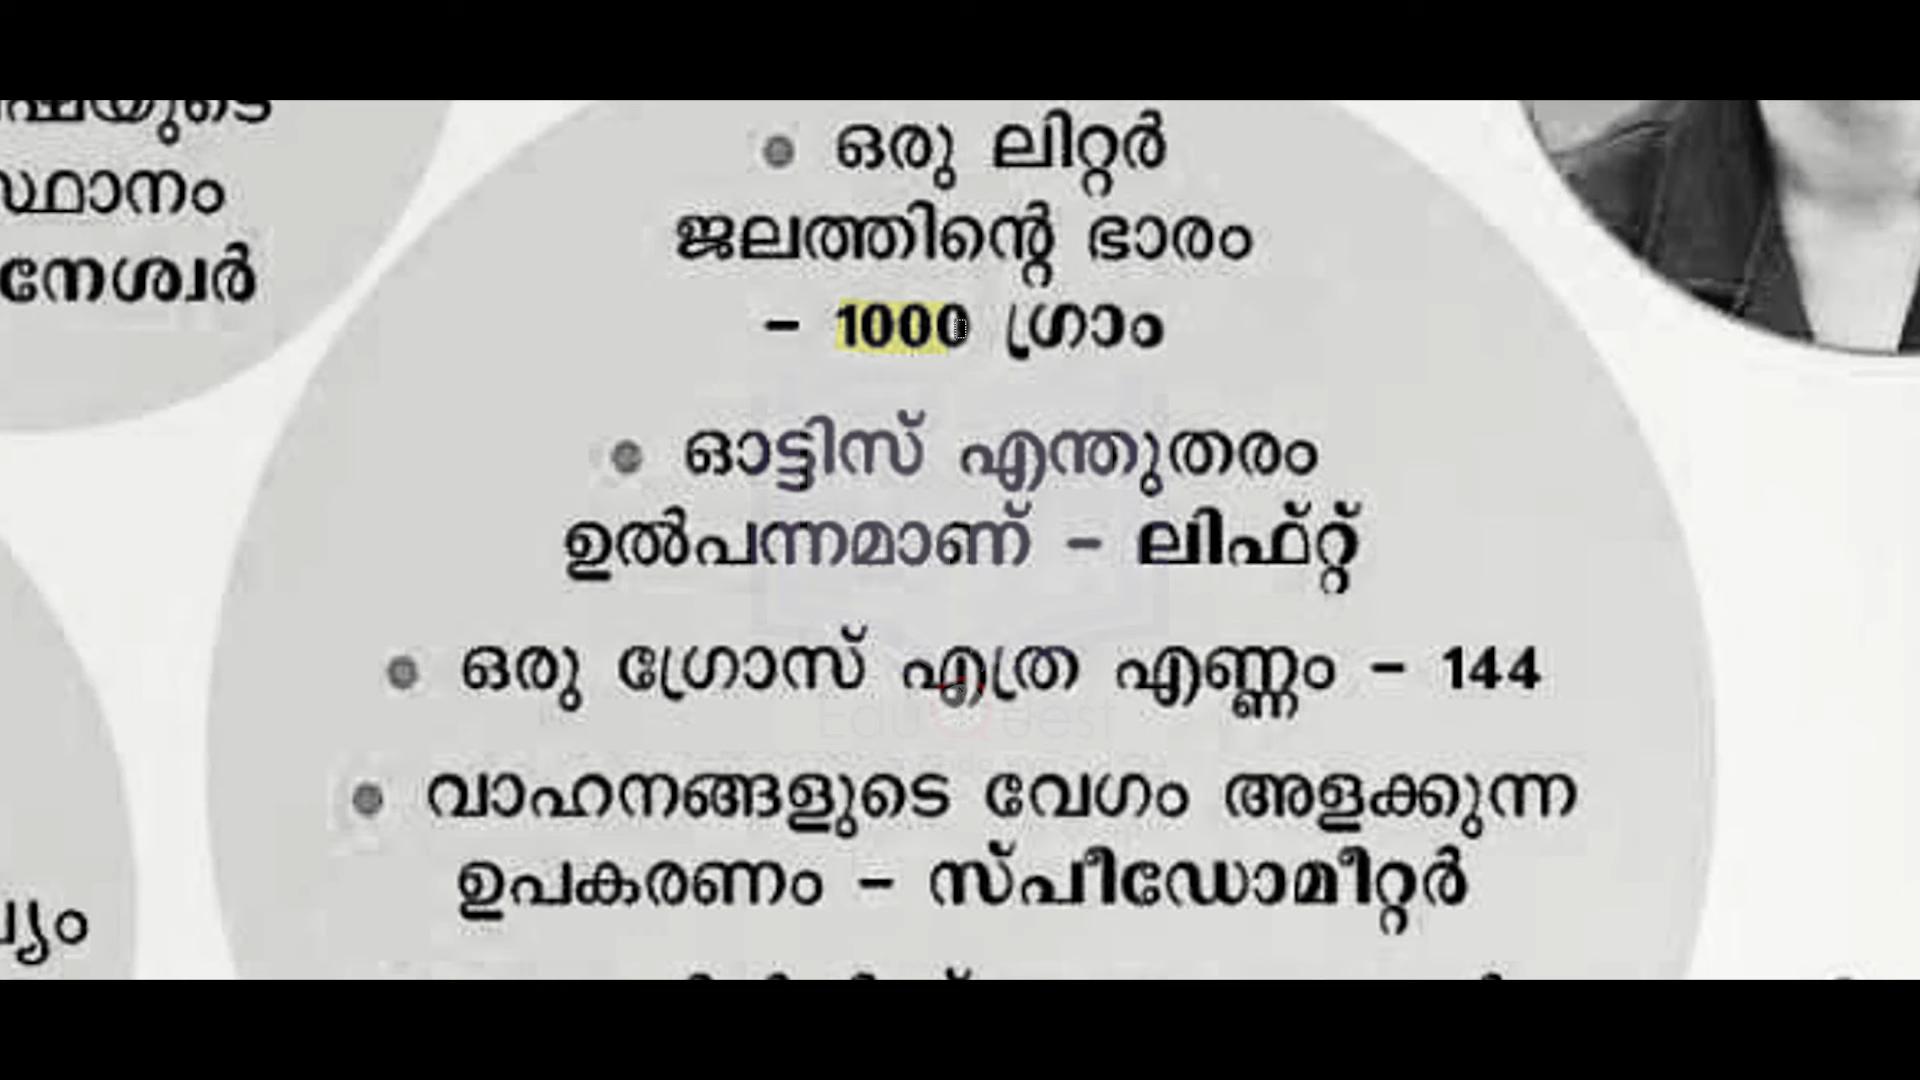 സ്ഥാനം
നേശ്വർ
• ഒരു ലിറ്റർ
ജലത്തിന്റെ ഭാരം
– 1000 ഗ്രാം
• ഓട്ടിസ് എന്തുതരം
ഉൽപന്നമാണ് – ലിഫ്റ്റ്
• ഒരു ഗ്രോസ് എത്ര എണ്ണം – 144
EduQBest
• വാഹനങ്ങളുടെ വേഗം അളക്കുന്ന
ഉപകരണം – സ്പീഡോമീറ്റർ